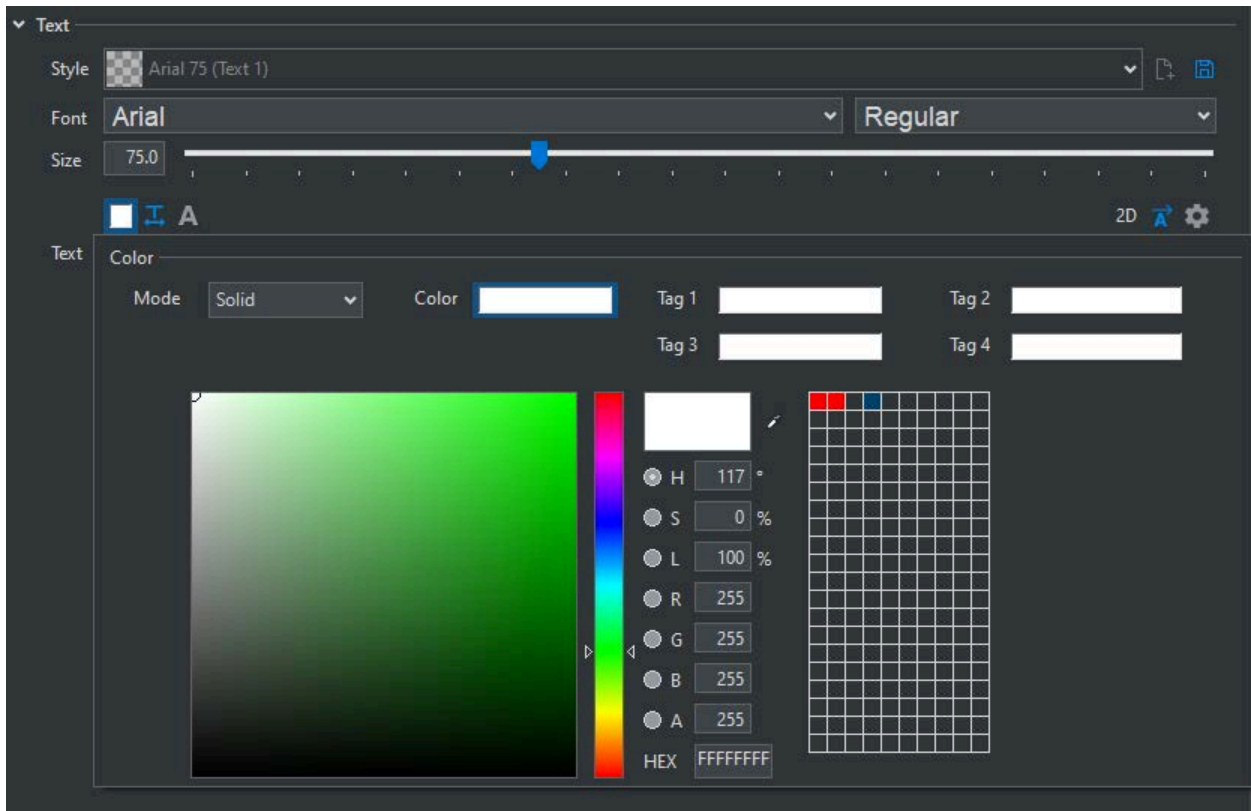 Text
Style Arial 75 (Text 1)
Font Arial Regular
Size 75.0
A 2D A
Text Color
Mode Solid Color Tag 1 Tag 2
Tag 3 Tag 4
H 117 °
S 0 %
L 100 %
R 255
G 255
B 255
A 255
HEX FFFFFFFF